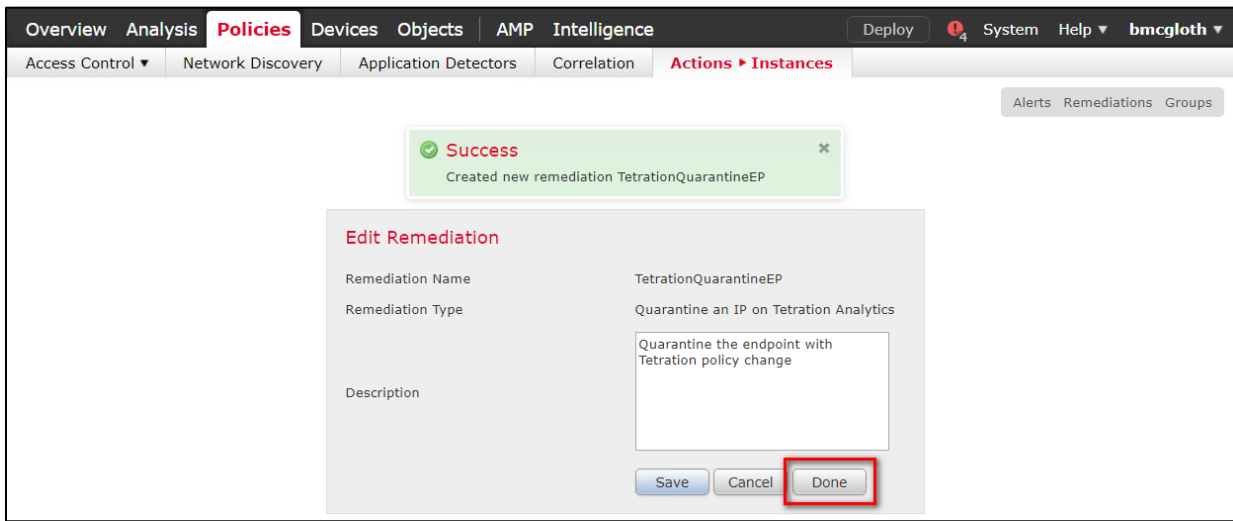 Overview Analysis Policies Devices Objects AMP Intelligence Deploy 4 System Help ▾ bmcgloth ▾
Access Control ▾ Network Discovery Application Detectors Correlation Actions ▸ Instances
Alerts Remediations Groups
Success
Created new remediation TetrationQuarantineEP
Edit Remediation
Remediation Name TetrationQuarantineEP
Remediation Type Quarantine an IP on Tetration Analytics
Quarantine the endpoint with
Tetration policy change
Description
Save Cancel Done